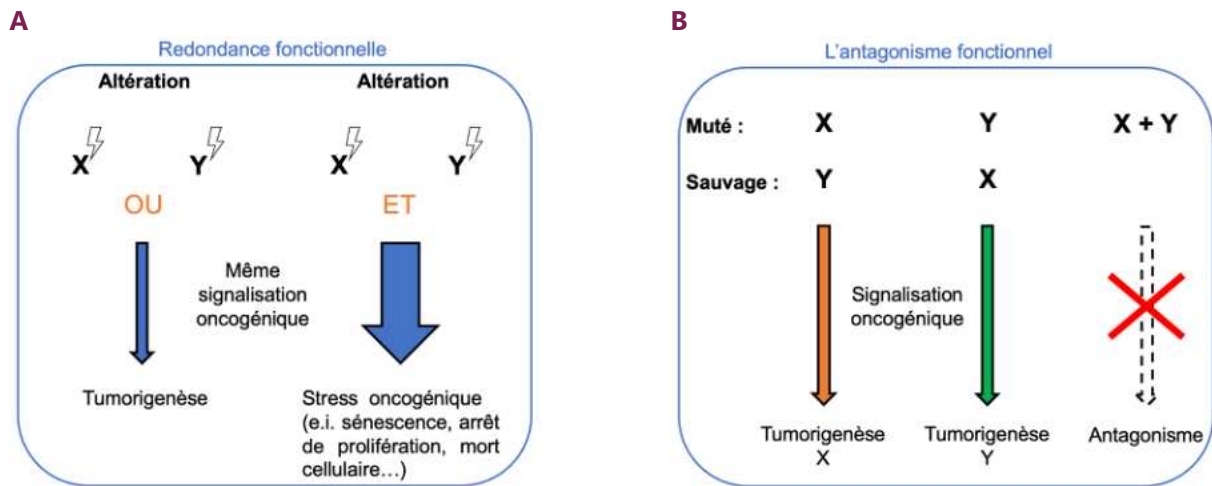 A
Redondance fonctionnelle
Altération
Altération
X
Y
X
Y
OU
ET
Même
signalisation
oncogénique
Tumorigenèse
Stress oncogénique
(e.i. sénescence, arrêt
de prolifération, mort
cellulaire...)
B
L'antagonisme fonctionnel
Muté : X Y X + Y
Sauvage : Y X
Signalisation
oncogénique
Tumorigenèse
X
Tumorigenèse
Y
Antagonisme